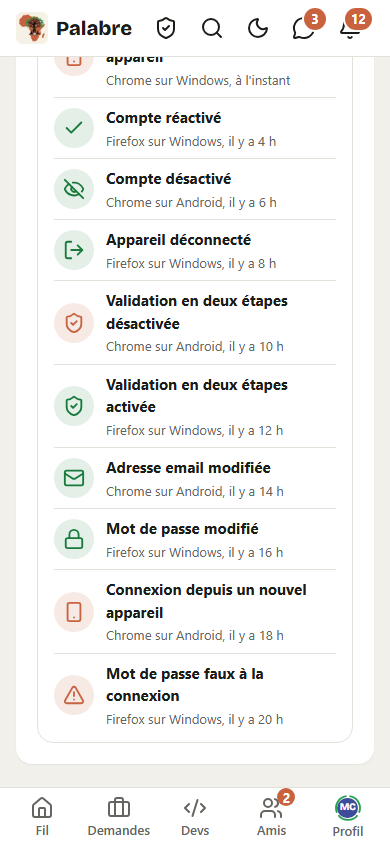 Palabre
3
12
appareil
Chrome sur Windows, à l'instant
Compte réactivé
Firefox sur Windows, il y a 4 h
Compte désactivé
Chrome sur Android, il y a 6 h
Appareil déconnecté
Firefox sur Windows, il y a 8 h
Validation en deux étapes
désactivée
Chrome sur Android, il y a 10 h
Validation en deux étapes
activée
Firefox sur Windows, il y a 12 h
Adresse email modifiée
Chrome sur Android, il y a 14 h
Mot de passe modifié
Firefox sur Windows, il y a 16 h
Connexion depuis un nouvel
appareil
Chrome sur Android, il y a 18 h
Mot de passe faux à la
connexion
Firefox sur Windows, il y a 20 h
2
MC
Fil
Demandes
Devs
Amis
Profil